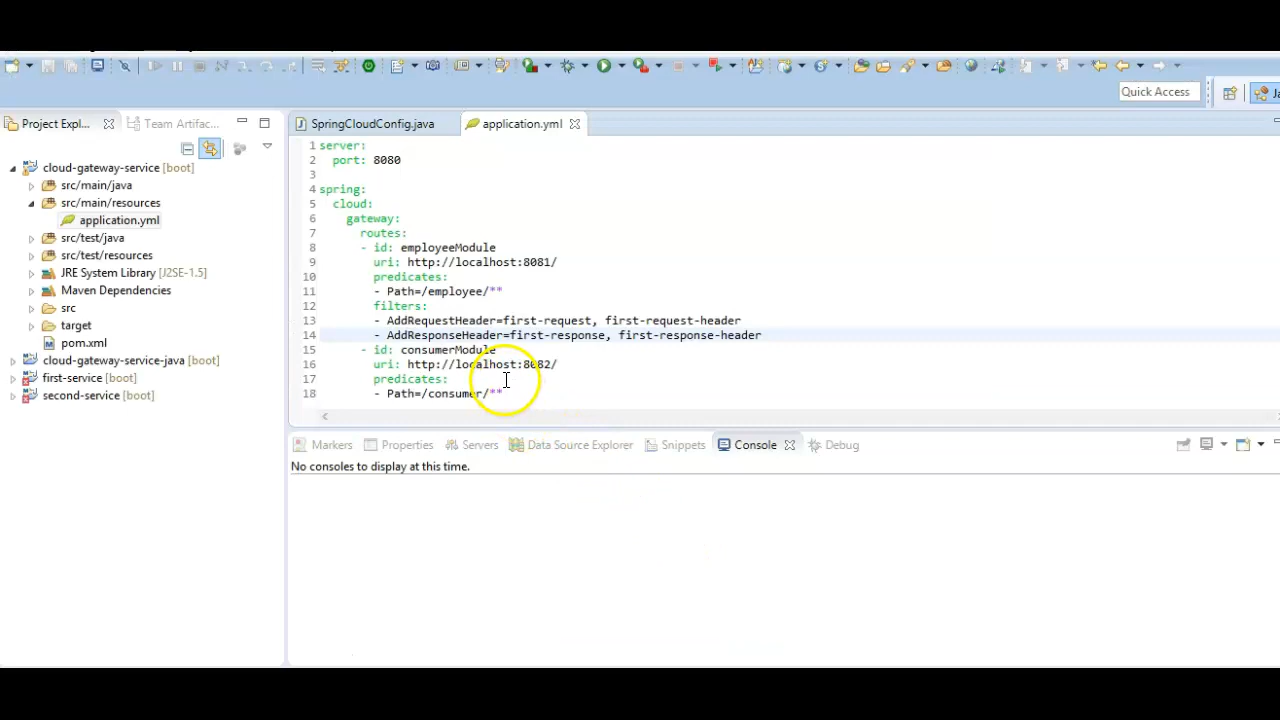 Quick Access
Ja
Project Expl...
Team Artifac...
SpringCloudConfig.java
application.yml
cloud-gateway-service [boot]
src/main/java
src/main/resources
application.yml
src/test/java
src/test/resources
JRE System Library [J2SE-1.5]
Maven Dependencies
src
target
pom.xml
cloud-gateway-service-java [boot]
first-service [boot]
second-service [boot]
1 server:
2 port: 8080
3
4 spring:
5 cloud:
6 gateway:
7 routes:
8 - id: employeeModule
9 uri: http://localhost:8081/
10 predicates:
11 - Path=/employee/**
12 filters:
13 - AddRequestHeader=first-request, first-request-header
14 - AddResponseHeader=first-response, first-response-header
15 - id: consumerModule
16 uri: http://localhost:8082/
17 predicates:
18 - Path=/consumer/**
Markers
Properties
Servers
Data Source Explorer
Snippets
Console
Debug
No consoles to display at this time.